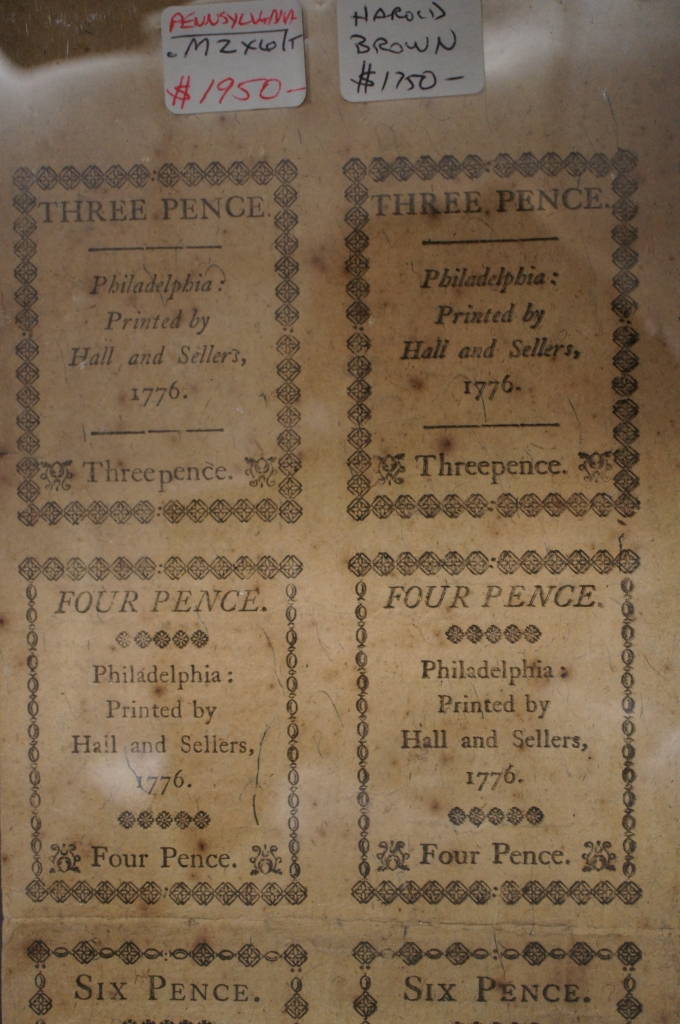 PENNSYLVANIA
$1950-
HAROLD
BROWN
$1750-
THREE PENCE.
Philadelphia:
Printed by
Hall and Sellers,
1776.
Threepence.
THREE PENCE.
Philadelphia:
Printed by
Hall and Sellers,
1776.
Threepence.
FOUR PENCE.
Philadelphia:
Printed by
Hall and Sellers,
1776.
Four Pence.
FOUR PENCE.
Philadelphia:
Printed by
Hall and Sellers,
1776.
Four Pence.
SIX PENCE.
SIX PENCE.